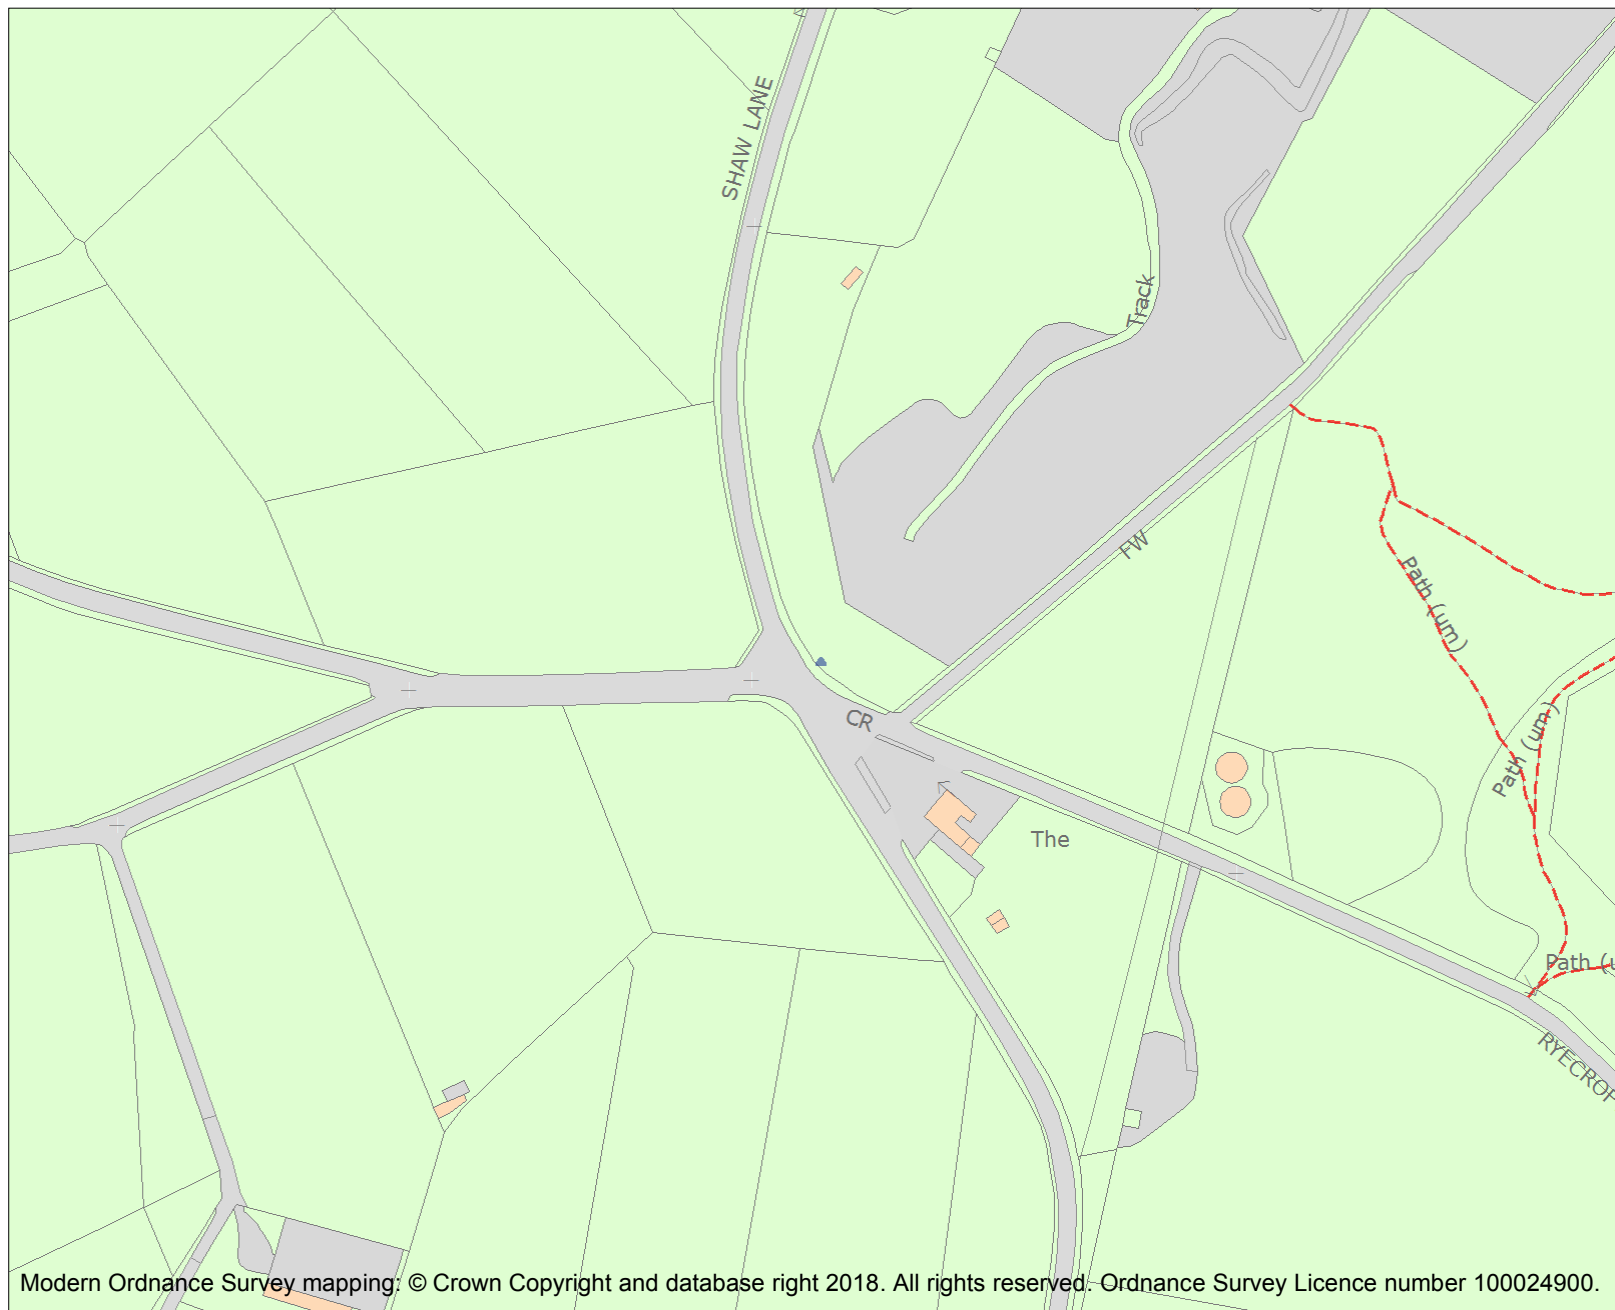 SHAW LANE
Track
FW
Path (um)
Path (um)
CR
The
Path (u
RYECROF
Modern Ordnance Survey mapping: © Crown Copyright and database right 2018. All rights reserved. Ordnance Survey Licence number 100024900.